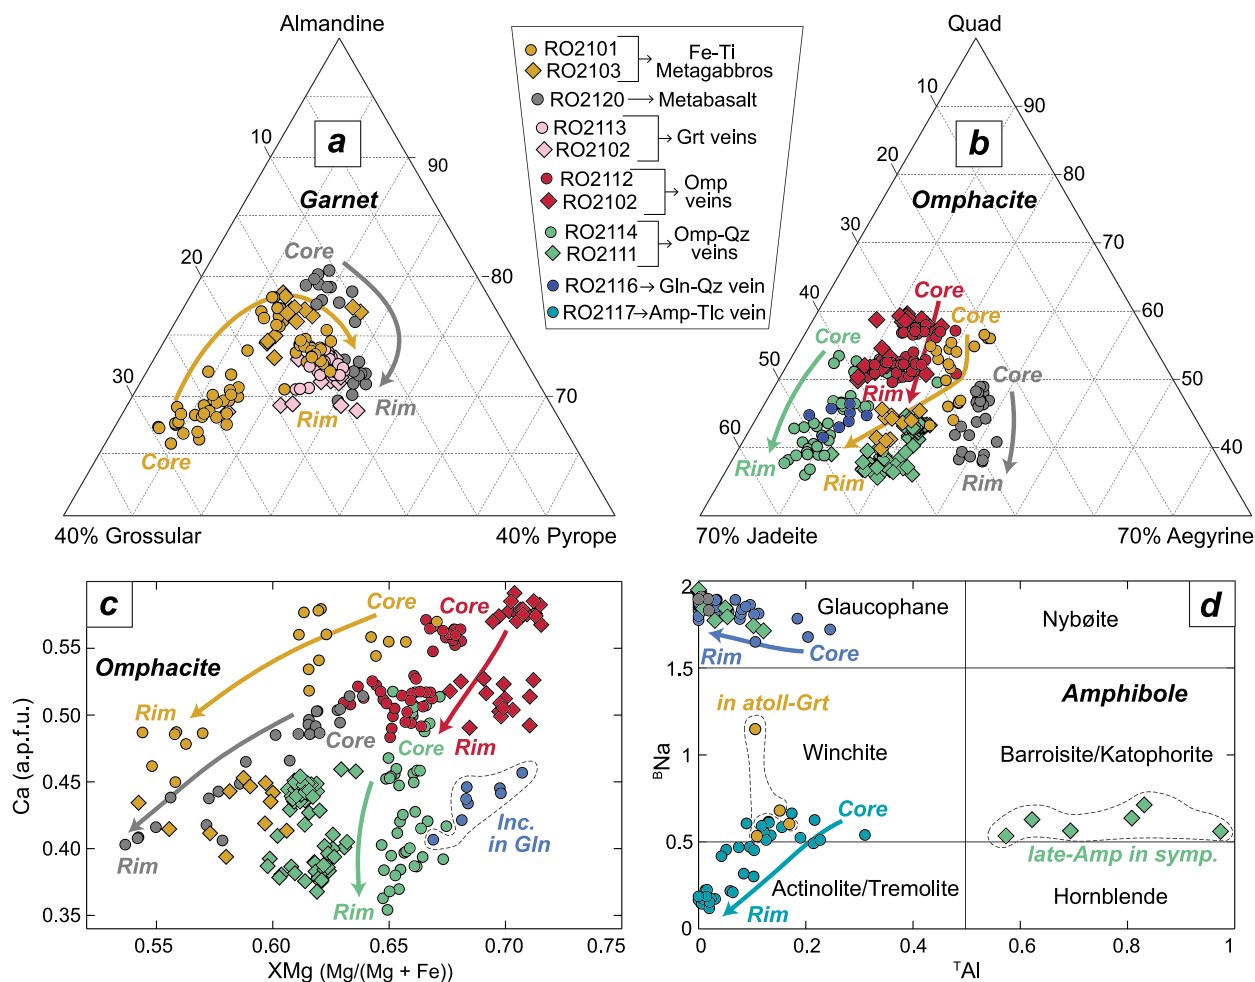 Almandine
10
90
a
Garnet
Core
20
80
30
70
Rim
Rim
Core
40% Grossular
40% Pyrope
RO2101
RO2103
Fe-Ti
Metagabbros
RO2120
Metabasalt
RO2113
RO2102
Grt veins
RO2112
RO2102
Omp
veins
RO2114
RO2111
Omp-Qz
veins
RO2116
Gln-Qz vein
RO2117
Amp-Tlc vein
Quad
10
90
b
20
80
Omphacite
30
70
Core
40
60
Core
Core
50
Core
50
Rim
60
40
Rim
Rim
Rim
70% Jadeite
70% Aegyrine
c
Core
Core
0.55
Omphacite
Rim
0.50
Core
Core
Rim
Ca (a.p.f.u.)
0.45
Inc.
in Gln
0.40
Rim
Rim
0.35
0.55
0.60
0.65
0.70
0.75
XMg (Mg/(Mg + Fe))
2
Glaucophane
d
Nybøite
Rim
Core
1.5
in atoll-Grt
Amphibole
Winchite
Barroisite/Katophorite
ᴮNa
1
Core
0.5
late-Amp in symp.
Actinolite/Tremolite
Hornblende
Rim
0
0
0.2
0.4
0.6
0.8
1
ᵀAl